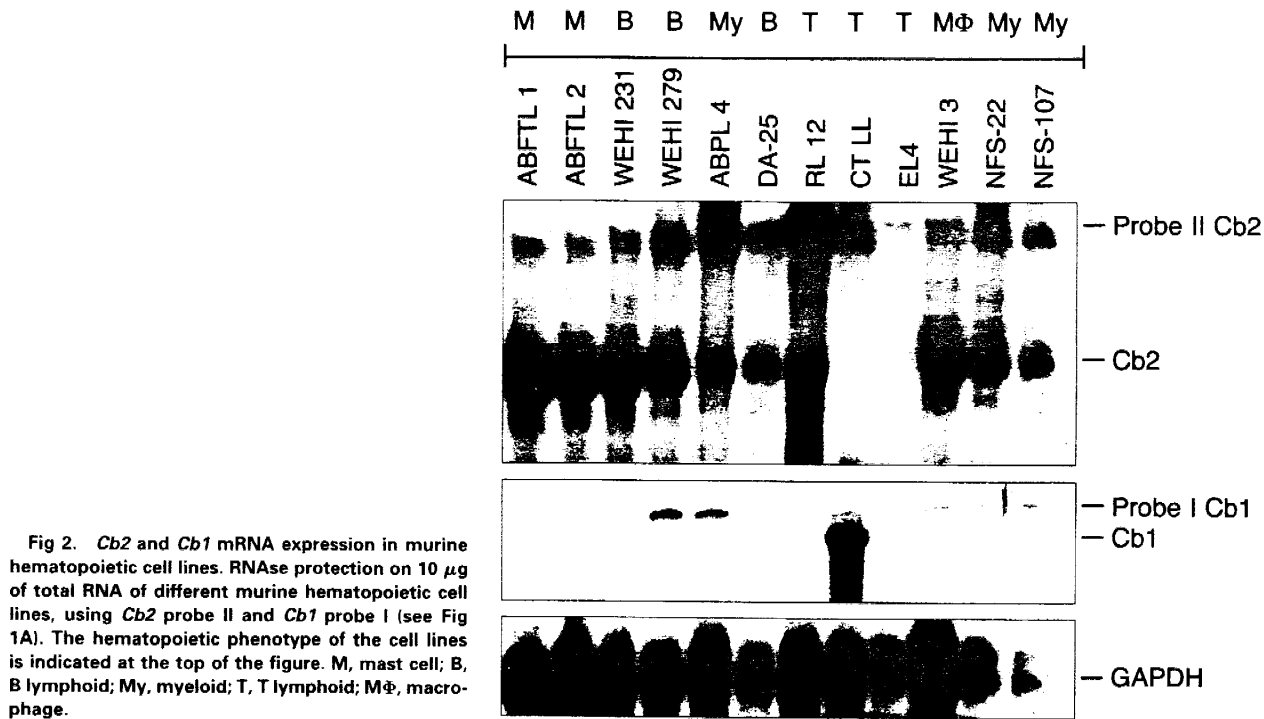 M M B B My B T T T MΦ My My
ABFTL 1
ABFTL 2
WEHI 231
WEHI 279
ABPL 4
DA-25
RL 12
CT LL
EL4
WEHI 3
NFS-22
NFS-107
Probe II Cb2
Cb2
Probe I Cb1
Cb1
GAPDH
Fig 2. Cb2 and Cb1 mRNA expression in murine
hematopoietic cell lines. RNAse protection on 10 μg
of total RNA of different murine hematopoietic cell
lines, using Cb2 probe II and Cb1 probe I (see Fig
1A). The hematopoietic phenotype of the cell lines
is indicated at the top of the figure. M, mast cell; B,
B lymphoid; My, myeloid; T, T lymphoid; MΦ, macro-
phage.